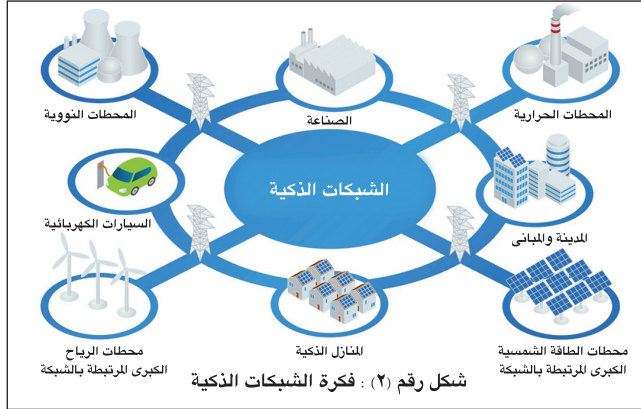 المحطات النووية
الصناعة
المحطات الحرارية
الشبكات الذكية
السيارات الكهربائية
المدينة والمبانى
محطات الرياح
الكبرى المرتبطة بالشبكة
المنازل الذكية
محطات الطاقة الشمسية
الكبرى المرتبطة بالشبكة
شكل رقم (٢) : فكرة الشبكات الذكية